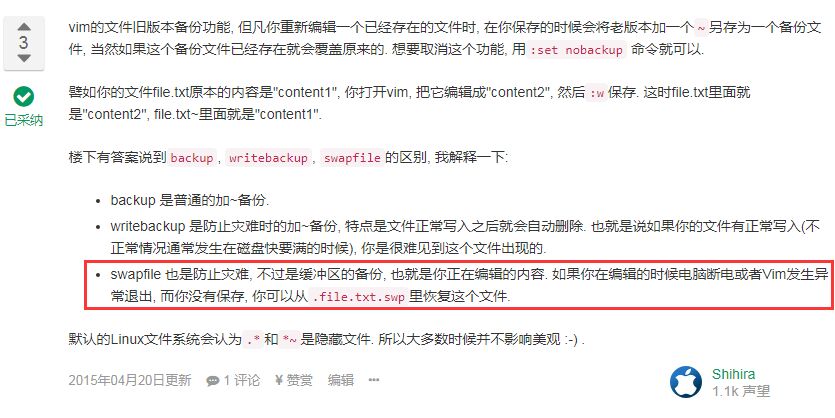 vim的文件旧版本备份功能, 但凡你重新编辑一个已经存在的文件时, 在你保存的时候会将老版本加一个 ~ 另存为一个备份文
件, 当然如果这个备份文件已经存在就会覆盖原来的. 想要取消这个功能, 用 :set nobackup 命令就可以.
3
譬如你的文件file.txt原本的内容是"content1", 你打开vim, 把它编辑成"content2", 然后 :w 保存. 这时file.txt里面就
是"content2", file.txt~里面就是"content1".
已采纳
楼下有答案说到 backup , writebackup , swapfile 的区别, 我解释一下:
• backup 是普通的加~备份.
• writebackup 是防止灾难时的加~备份, 特点是文件正常写入之后就会自动删除. 也就是说如果你的文件有正常写入(不
正常情况通常发生在磁盘快要满的时候), 你是很难见到这个文件出现的.
• swapfile 也是防止灾难, 不过是缓冲区的备份, 也就是你正在编辑的内容. 如果你在编辑的时候电脑断电或者Vim发生异
常退出, 而你没有保存, 你可以从 .file.txt.swp 里恢复这个文件.
默认的Linux文件系统会认为 .* 和 *~ 是隐藏文件. 所以大多数时候并不影响美观 :-) .
2015年04月20日更新 1 评论 ¥ 赞赏 编辑 •••
Shihira
1.1k 声望